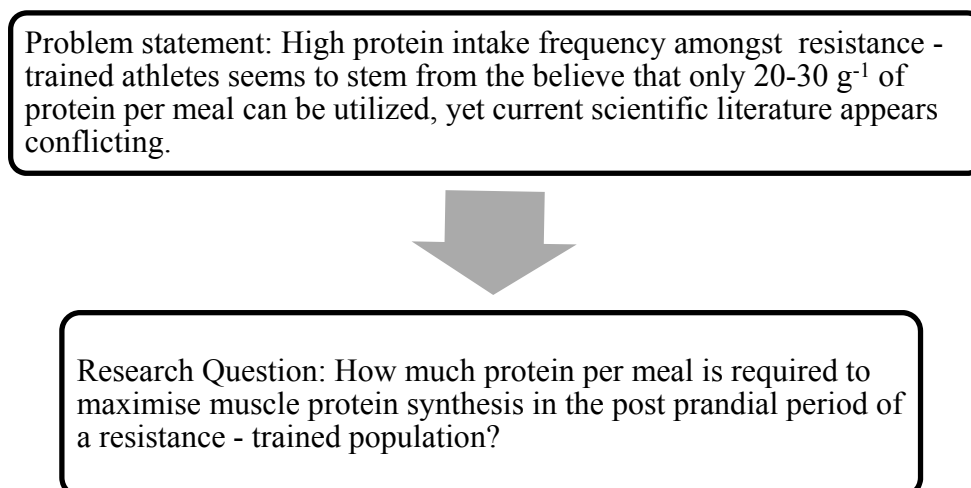 Problem statement: High protein intake frequency amongst resistance -
trained athletes seems to stem from the believe that only 20-30 g⁻¹ of
protein per meal can be utilized, yet current scientific literature appears
conflicting.
Research Question: How much protein per meal is required to
maximise muscle protein synthesis in the post prandial period of
a resistance - trained population?